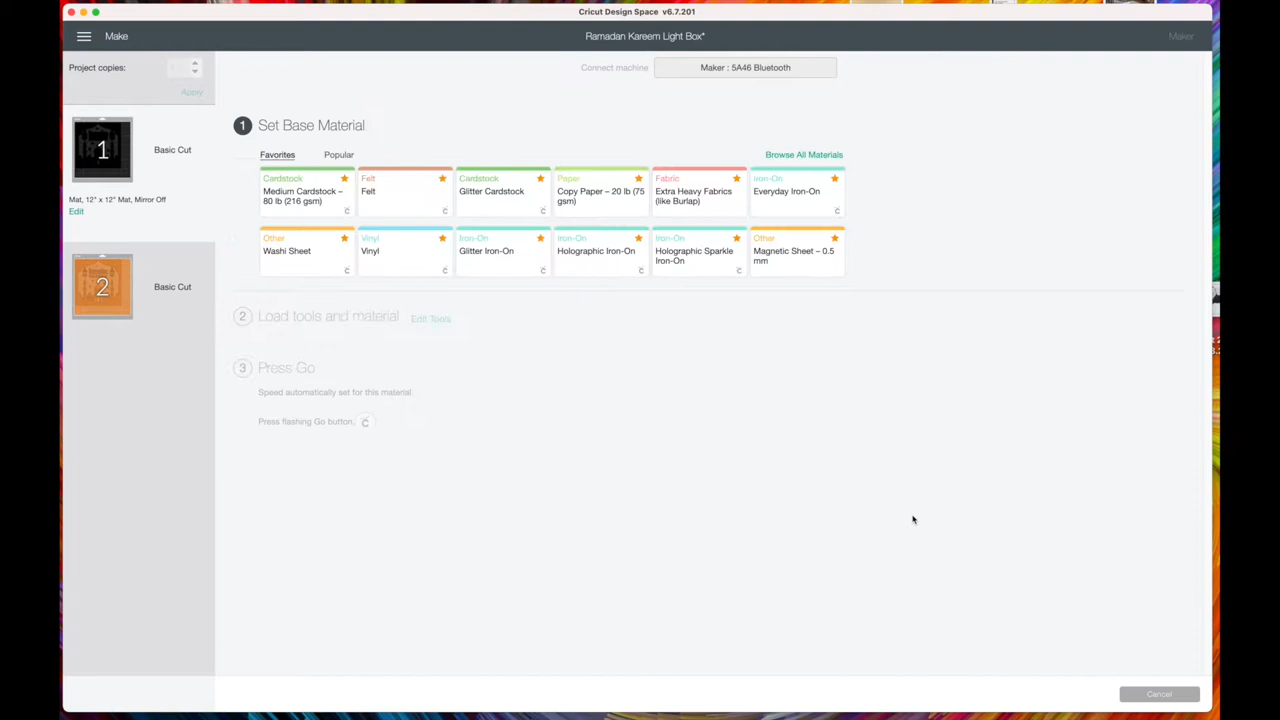 Cricut Design Space v6.7.201
Make
Ramadan Kareem Light Box*
Maker
Project copies:
Apply
Connect machine
Maker : 5A46 Bluetooth
1
Basic Cut
Mat, 12" x 12" Mat, Mirror Off
Edit
2
Basic Cut
1 Set Base Material
Favorites
Popular
Browse All Materials
Cardstock
Medium Cardstock –
80 lb (216 gsm)
Felt
Felt
Cardstock
Glitter Cardstock
Paper
Copy Paper – 20 lb (75
gsm)
Fabric
Extra Heavy Fabrics
(like Burlap)
Iron-On
Everyday Iron-On
Other
Washi Sheet
Vinyl
Vinyl
Iron-On
Glitter Iron-On
Iron-On
Holographic Iron-On
Iron-On
Holographic Sparkle
Iron-On
Other
Magnetic Sheet – 0.5
mm
2 Load tools and material
Edit Tools
3 Press Go
Speed automatically set for this material.
Press flashing Go button.
Cancel